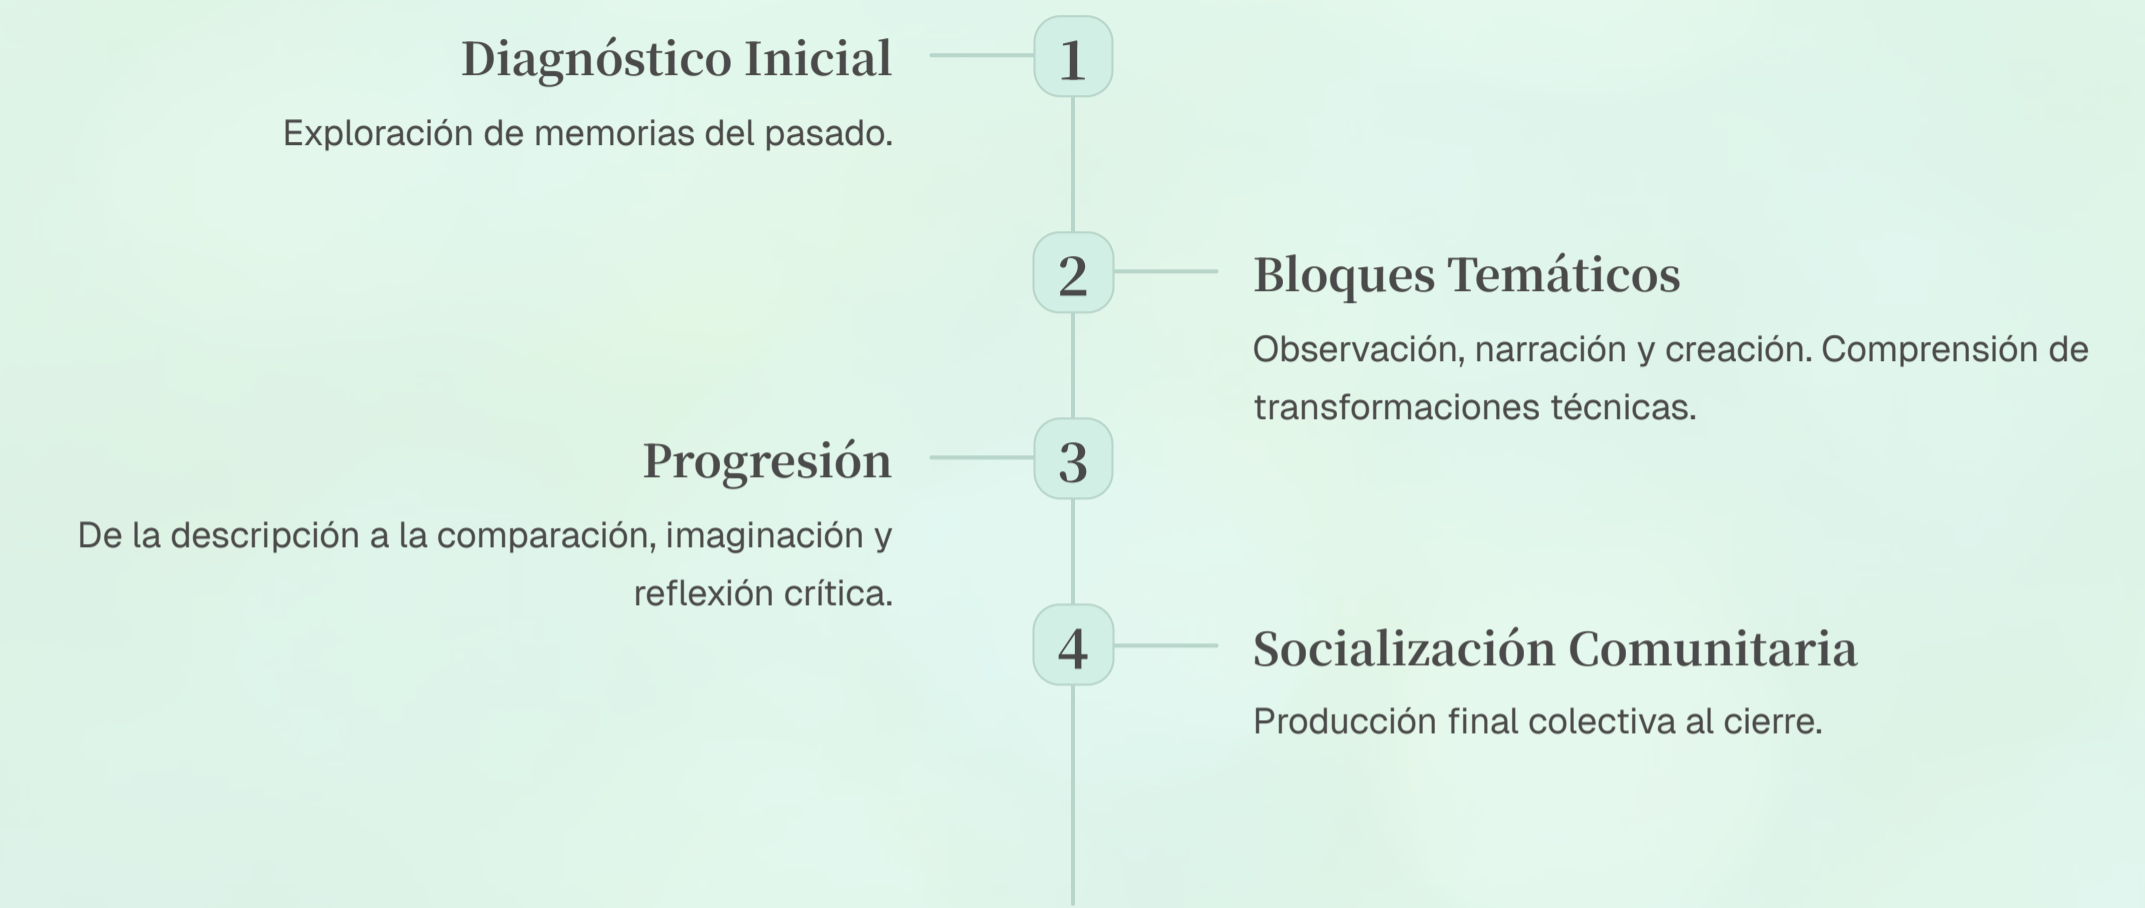 Diagnóstico Inicial
1
Exploración de memorias del pasado.
2
Bloques Temáticos
Observación, narración y creación. Comprensión de
transformaciones técnicas.
Progresión
3
De la descripción a la comparación, imaginación y
reflexión crítica.
4
Socialización Comunitaria
Producción final colectiva al cierre.